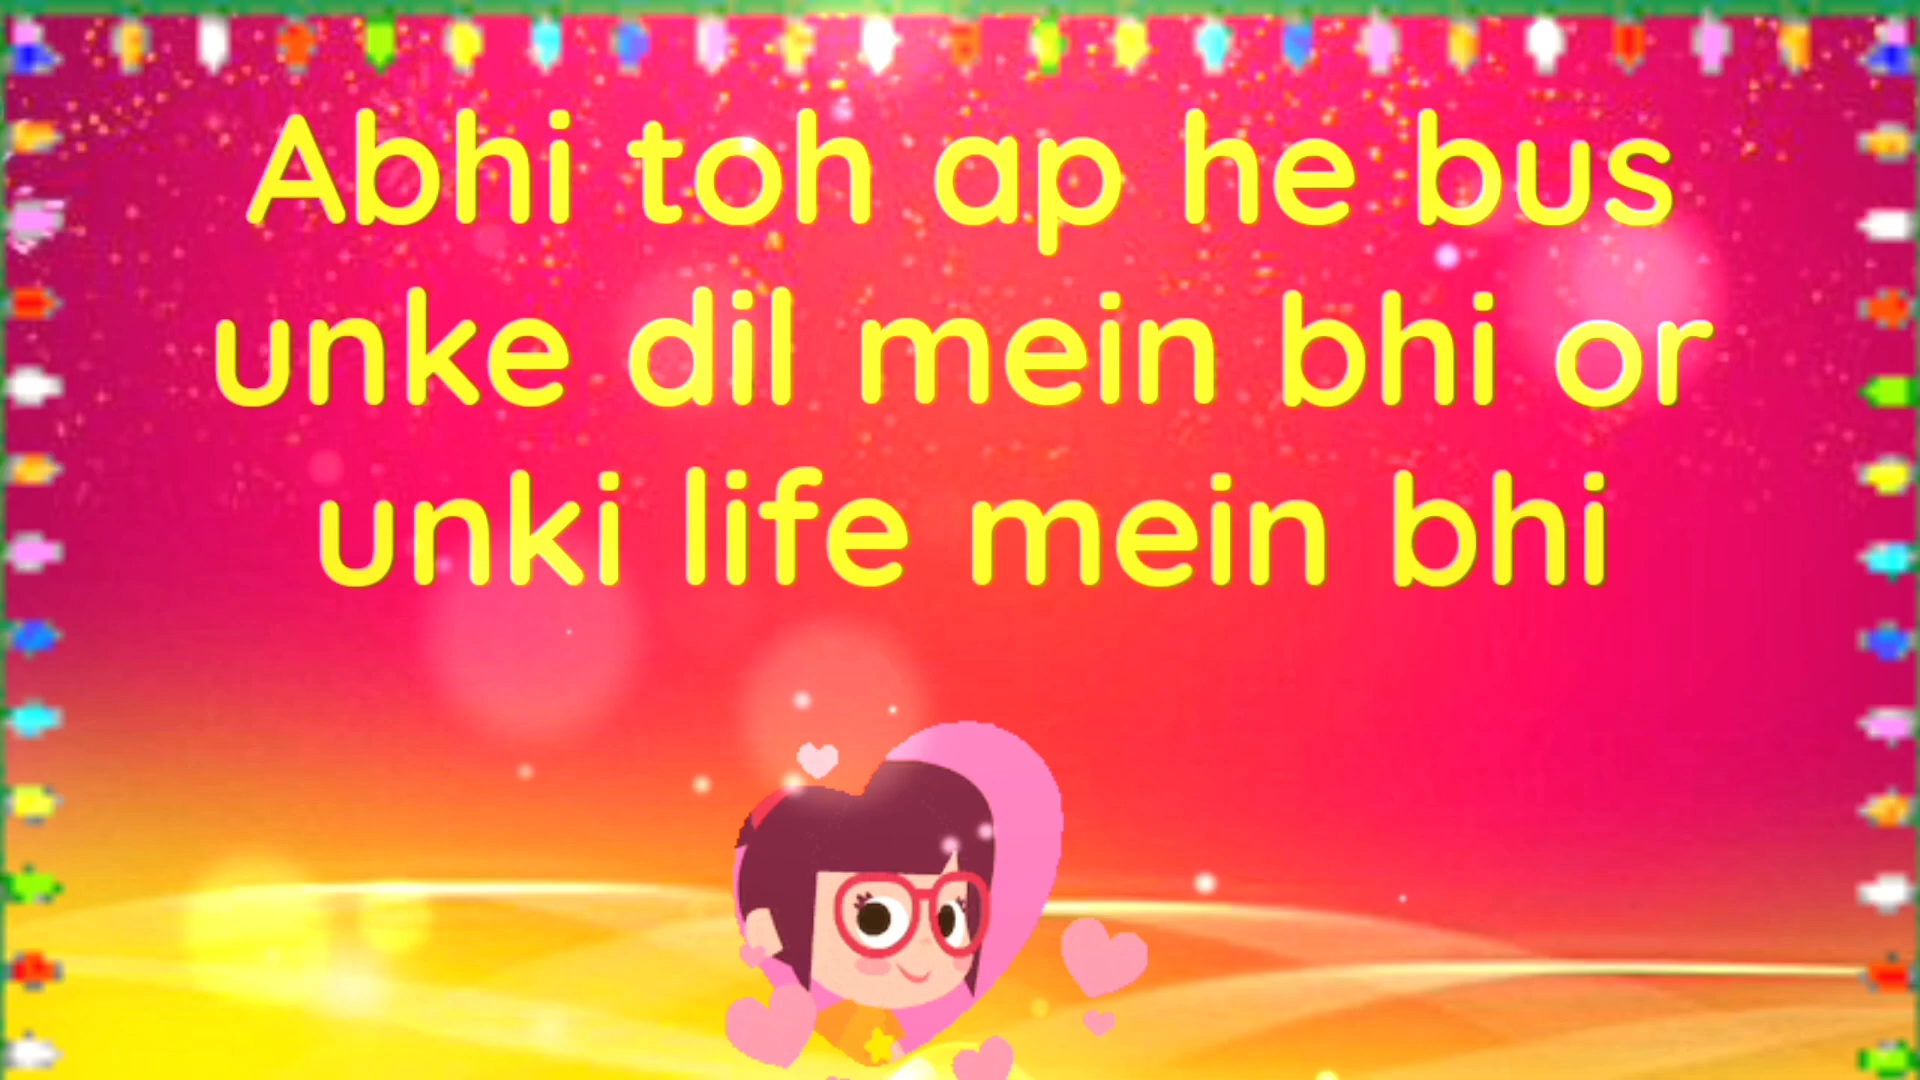 Abhi toh ap he bus
unke dil mein bhi or
unki life mein bhi